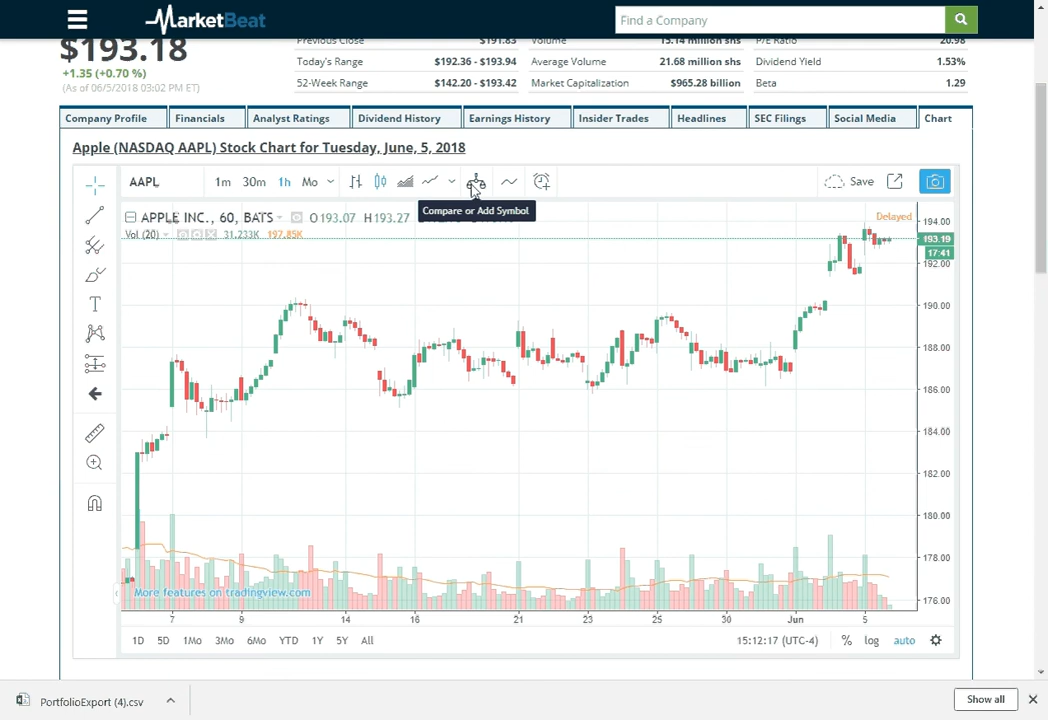 MarketBeat
Find a Company
$193.18
+1.35 (+0.70 %)
(As of 06/5/2018 03:02 PM ET)
Previous Close $191.83 Volume 15.14 million shs P/E Ratio 20.98
Today's Range $192.36 - $193.94 Average Volume 21.68 million shs Dividend Yield 1.53%
52-Week Range $142.20 - $193.42 Market Capitalization $965.28 billion Beta 1.29
Company Profile Financials Analyst Ratings Dividend History Earnings History Insider Trades Headlines SEC Filings Social Media Chart
Apple (NASDAQ AAPL) Stock Chart for Tuesday, June, 5, 2018
AAPL 1m 30m 1h Mo Save
Compare or Add Symbol
APPLE INC., 60, BATS O 193.07 H 193.27
Delayed
Vol (20) 31.233K 197.85K
194.00
193.19
17:41
192.00
190.00
188.00
186.00
184.00
182.00
180.00
178.00
176.00
More features on tradingview.com
7 9 14 16 21 23 25 30 Jun 5
1D 5D 1Mo 3Mo 6Mo YTD 1Y 5Y All 15:12:17 (UTC-4) % log auto
PortfolioExport (4).csv Show all